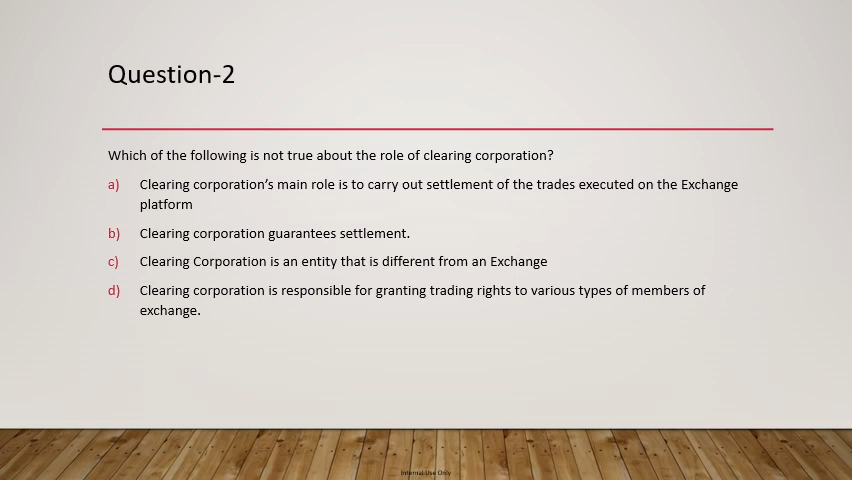 Question-2
Which of the following is not true about the role of clearing corporation?
a) Clearing corporation’s main role is to carry out settlement of the trades executed on the Exchange
platform
b) Clearing corporation guarantees settlement.
c) Clearing Corporation is an entity that is different from an Exchange
d) Clearing corporation is responsible for granting trading rights to various types of members of
exchange.
Internal Use Only